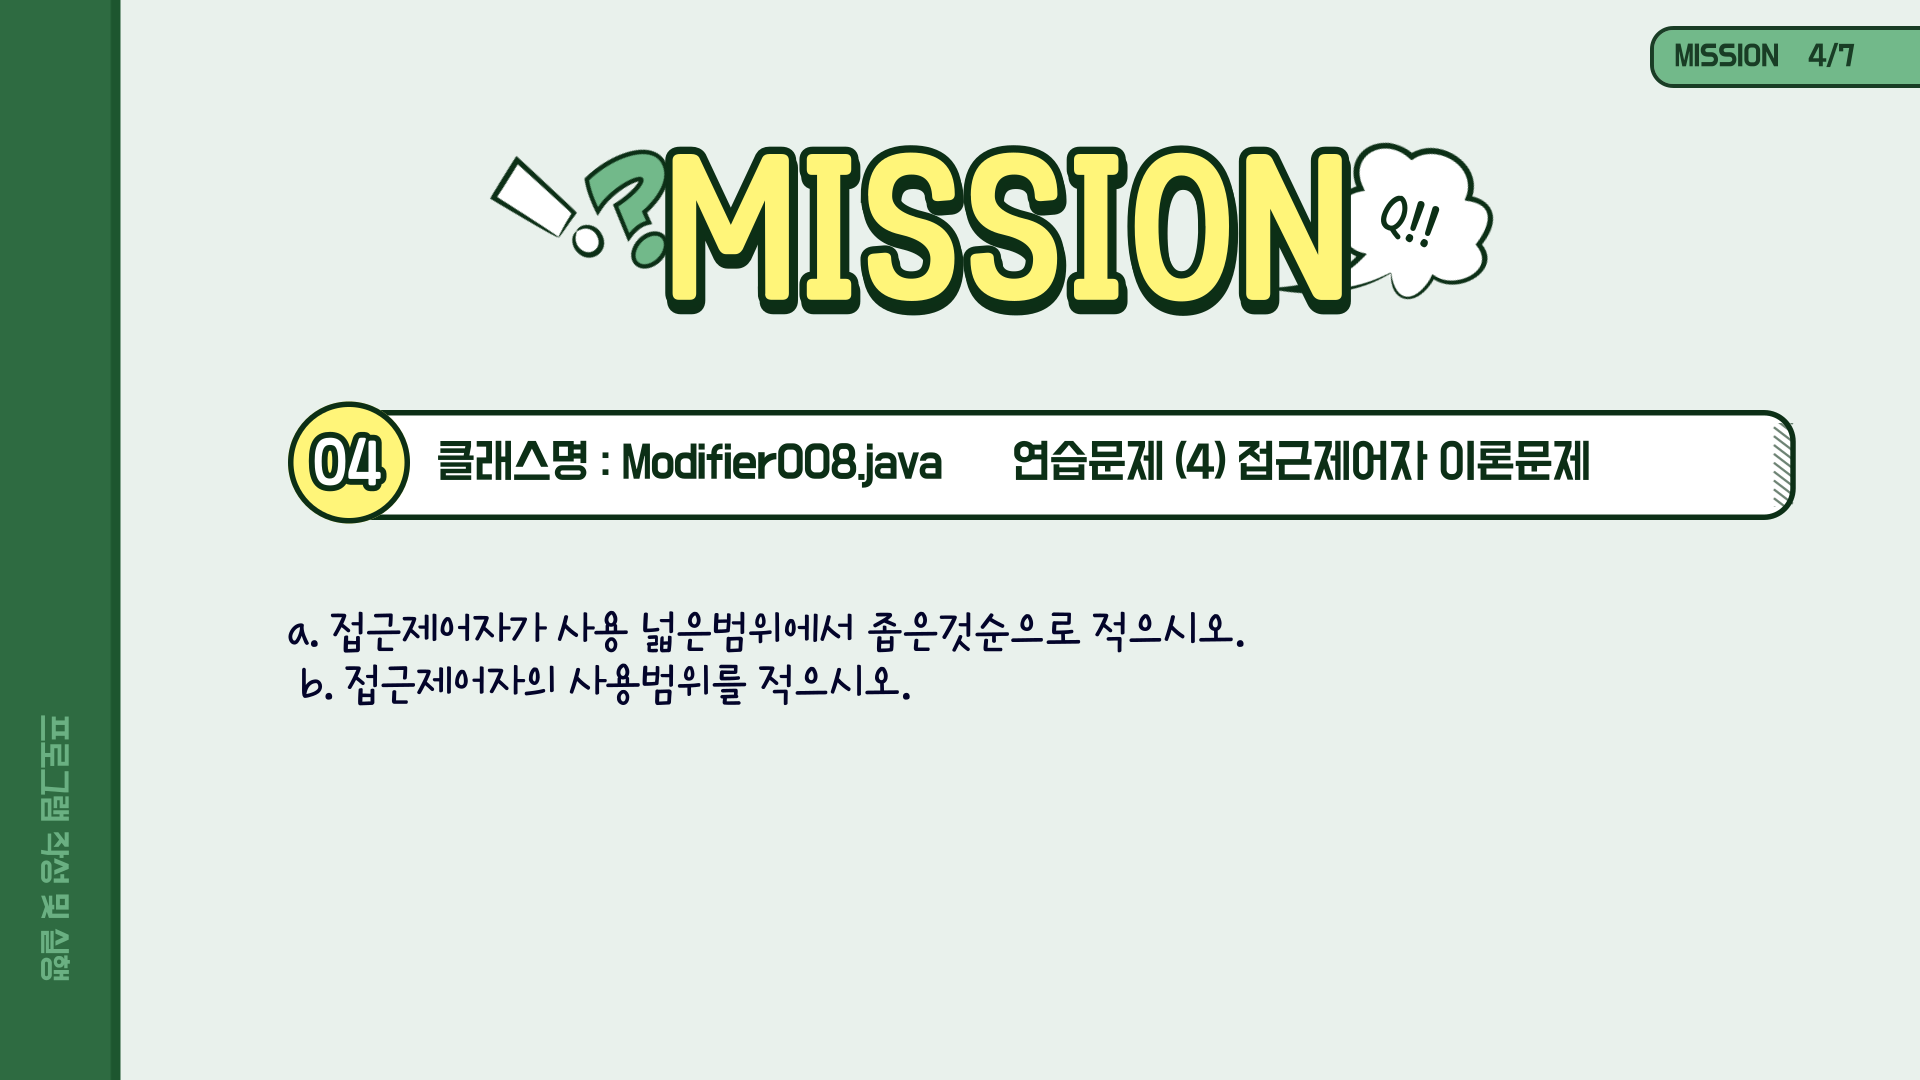 MISSION 4/7
MISSION
Q!!
04 클래스명 : Modifier008.java 연습문제 (4) 접근제어자 이론문제
a. 접근제어자가 사용 넓은범위에서 좁은것순으로 적으시오.
b. 접근제어자의 사용범위를 적으시오.
프로그램 작성 및 실행